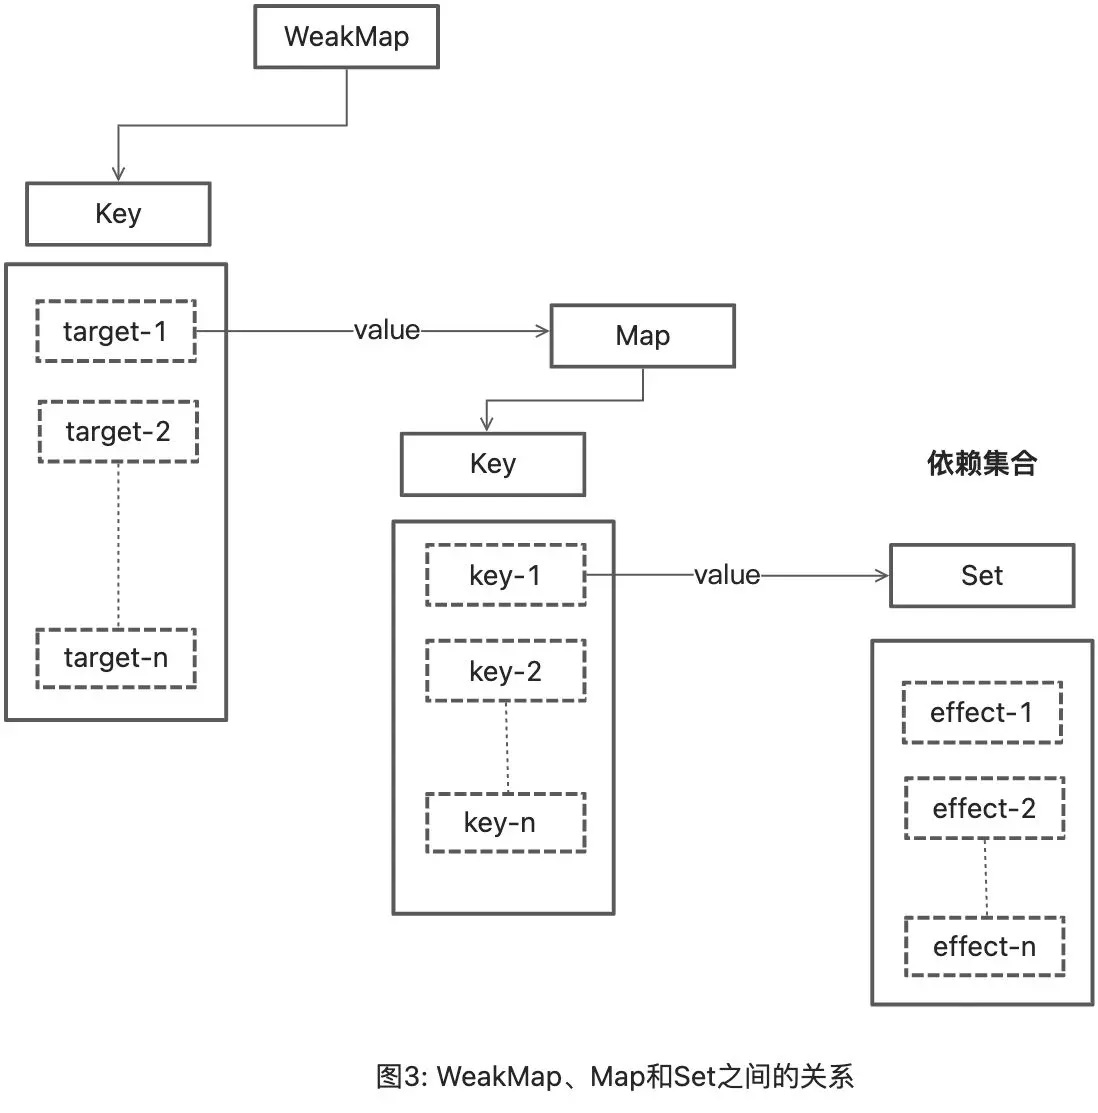 WeakMap
Key
target-1
value
Map
target-2
Key
依赖集合
key-1
value
Set
target-n
key-2
effect-1
key-n
effect-2
effect-n
图3: WeakMap、Map和Set之间的关系